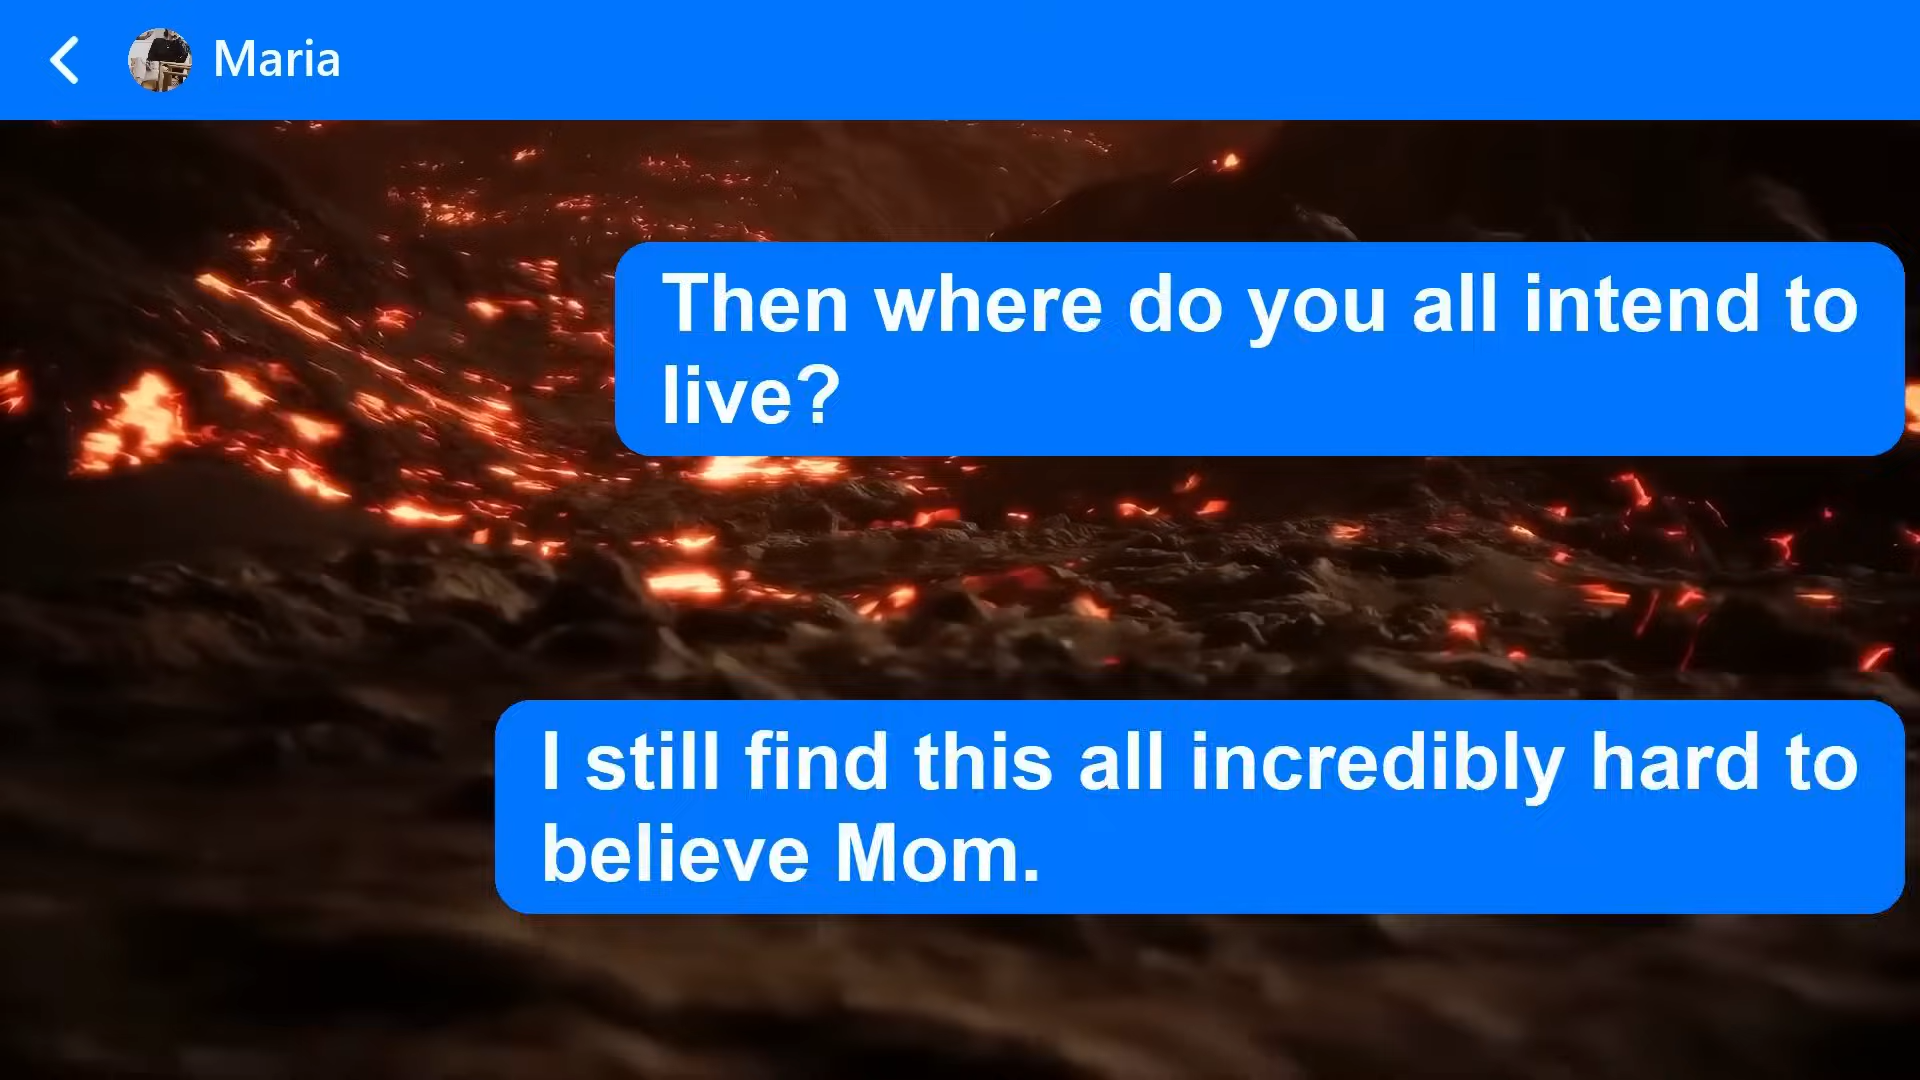 Maria
Then where do you all intend to
live?
I still find this all incredibly hard to
believe Mom.